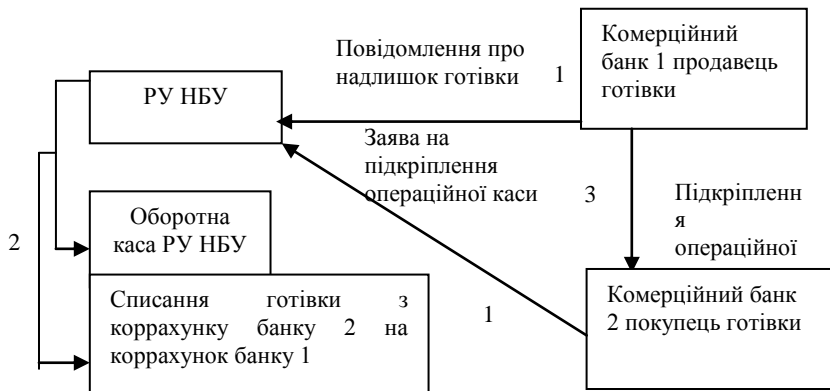 Повідомлення про
надлишок готівки
1
Комерційний
банк 1 продавець
готівки
РУ НБУ
Заява на
підкріплення
операційної каси
3
Підкріпленн
я
операційної
2
Оборотна
каса РУ НБУ
Списання готівки з
коррахунку банку 2 на
коррахунок банку 1
1
Комерційний банк
2 покупець готівки